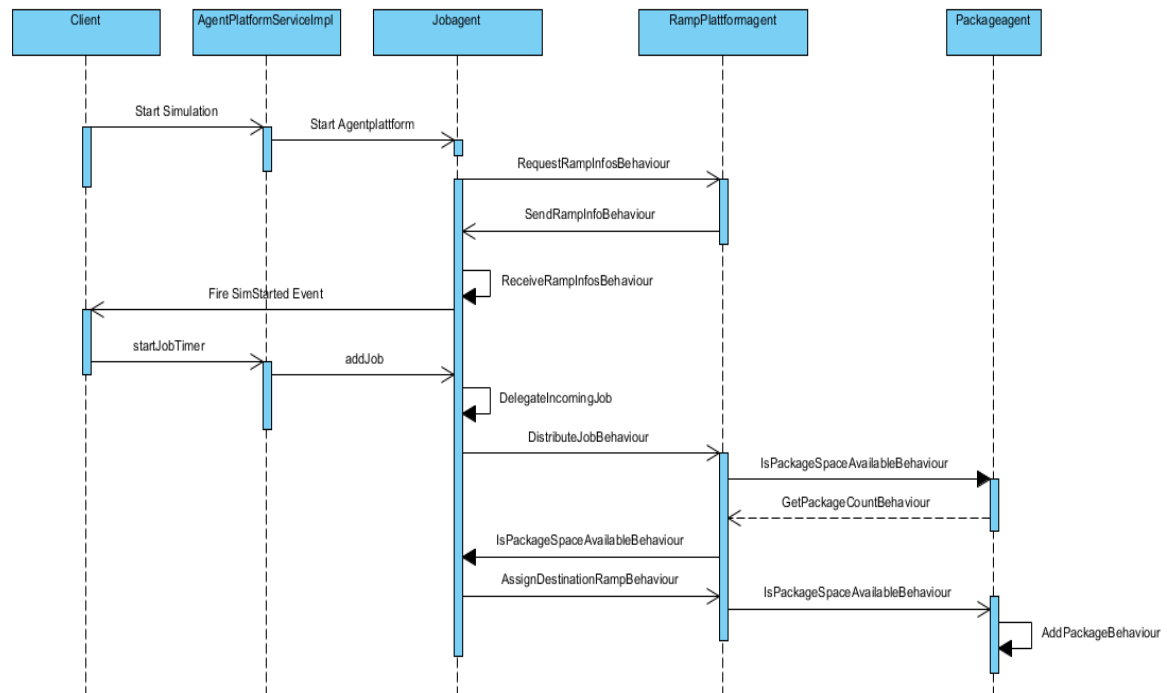 Client
AgentPlatformServiceImpl
Jobagent
RampPlattformagent
Packageagent
Start Simulation
Start Agentplattform
RequestRampInfosBehaviour
SendRampInfoBehaviour
ReceiveRampInfosBehaviour
Fire SimStarted Event
startJobTimer
addJob
DelegateIncomingJob
DistributeJobBehaviour
IsPackageSpaceAvailableBehaviour
GetPackageCountBehaviour
IsPackageSpaceAvailableBehaviour
AssignDestinationRampBehaviour
IsPackageSpaceAvailableBehaviour
AddPackageBehaviour